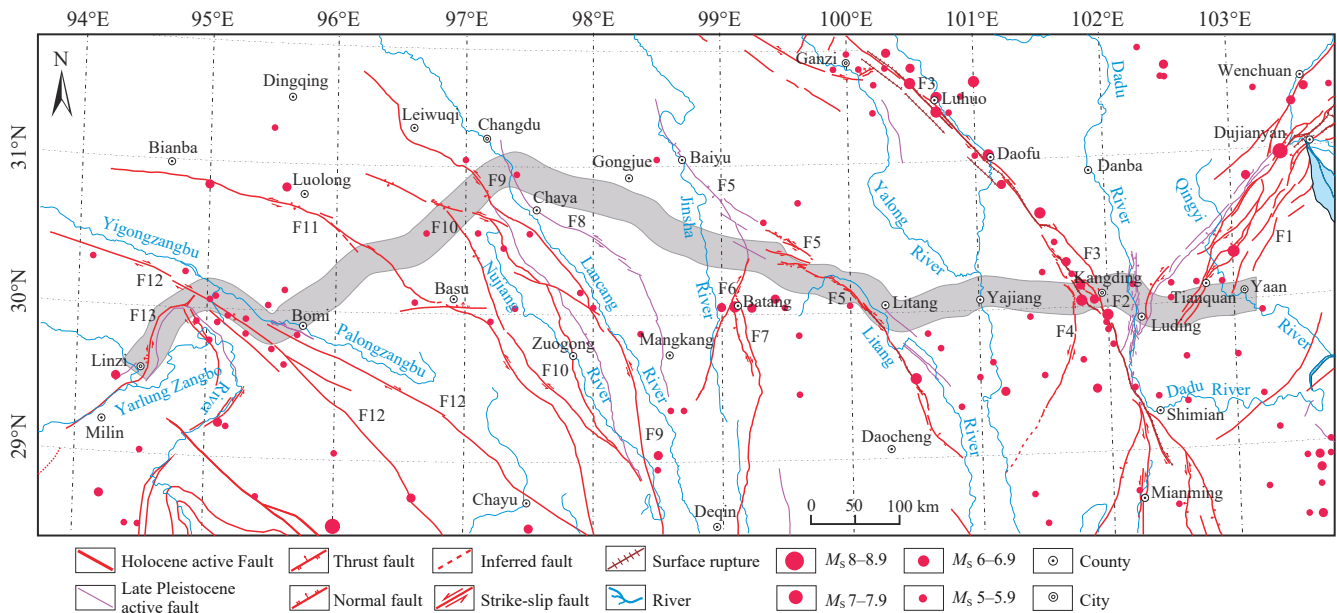 94°E 95°E 96°E 97°E 98°E 99°E 100°E 101°E 102°E 103°E
31°N
30°N
29°N
N
Dingqing
Leiwuqi
Changdu
Bianba
Luolong
Gongjue
Baiyu
Ganzi
F3
Luhuo
Daofu
Dadu
River
Danba
Wenchuan
Dujianyan
Qingyi
F1
F9
Chaya
F8
F10
F11
F5
Jinsha
River
Yalong
River
F5
Yigongzangbu
F12
F13
Basu
Nujiang
River
Lancang
River
F6
Batang
F7
F5
Litang
Litang
River
Yajiang
F3
Kangding
F2
F4
Luding
Tianquan
Yaan
River
Bomi
Palongzangbu
Linzi
Yarlung Zangbo
River
Milin
F12
F12
Zuogong
F10
Mangkang
F9
Daocheng
Dadu River
Shimian
Mianming
Chayu
Deqin
0 50 100 km
Holocene active Fault
Thrust fault
Inferred fault
Surface rupture
Ms 8–8.9
Ms 6–6.9
County
Late Pleistocene
active fault
Normal fault
Strike-slip fault
River
Ms 7–7.9
Ms 5–5.9
City